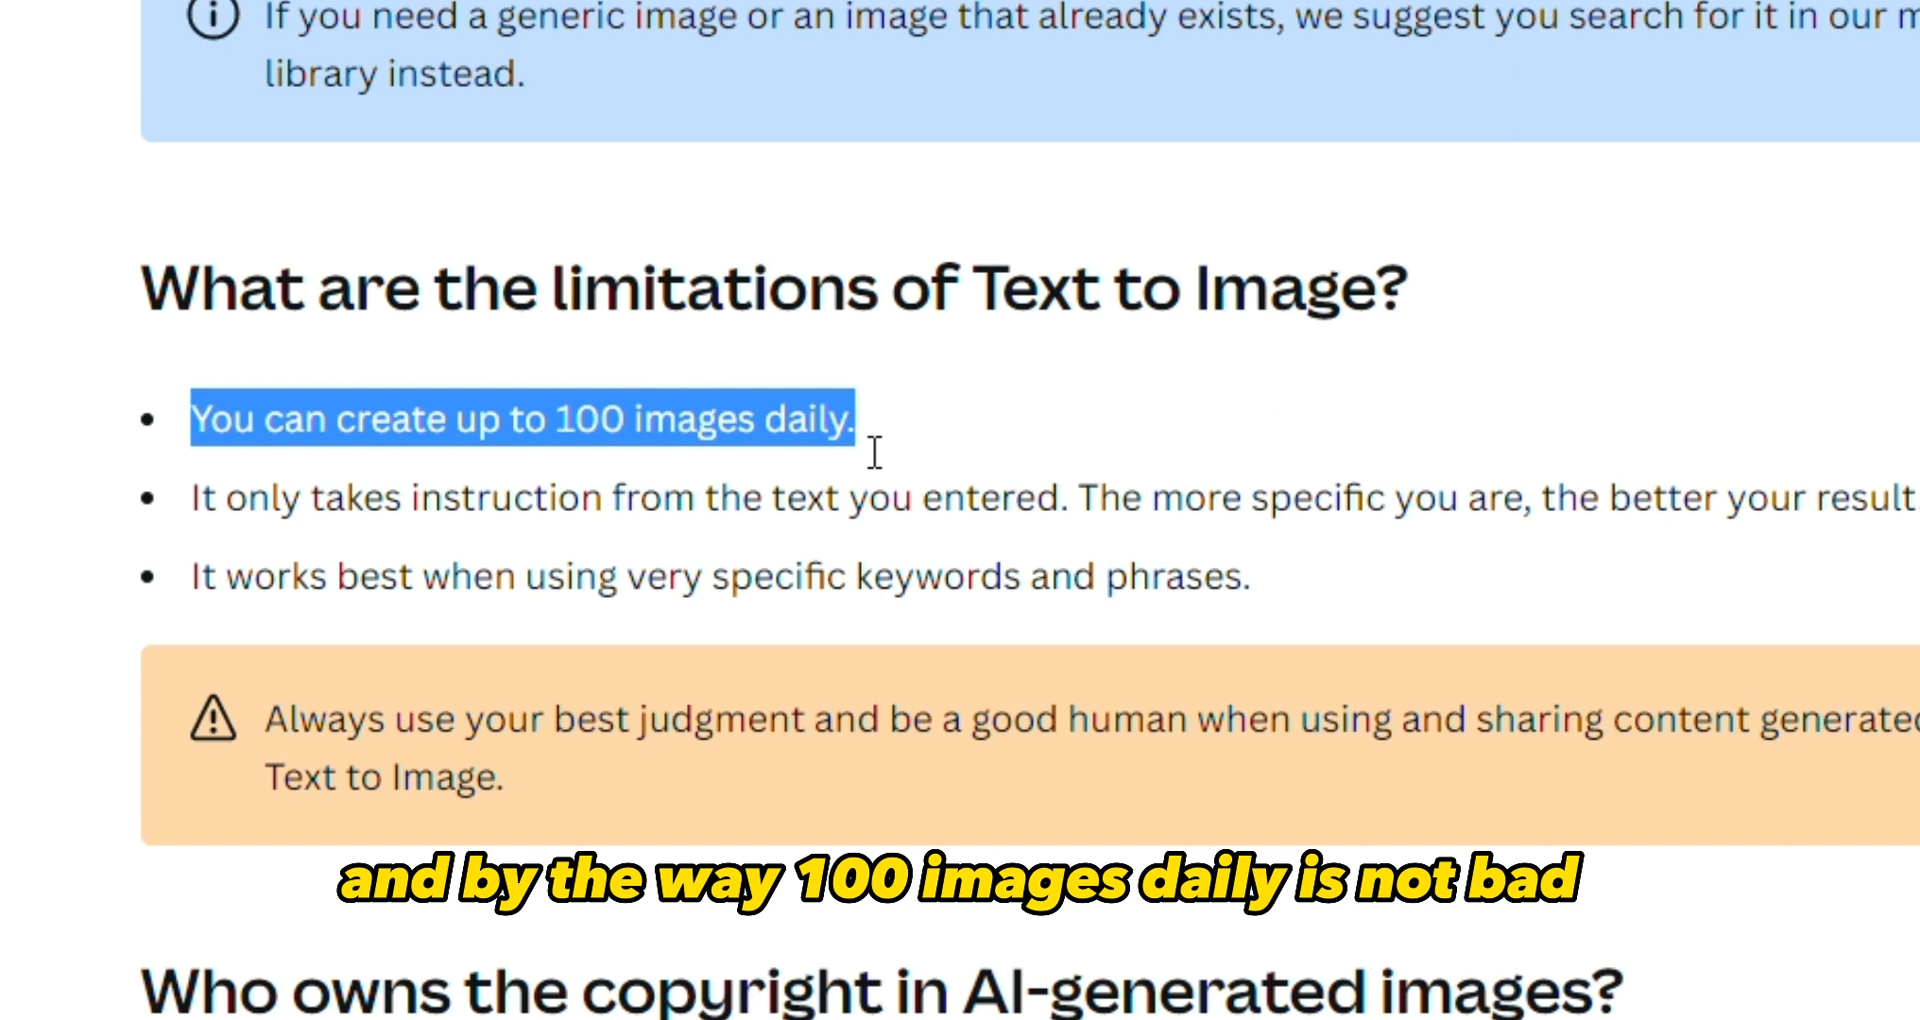 If you need a generic image or an image that already exists, we suggest you search for it in our
library instead.
What are the limitations of Text to Image?
• You can create up to 100 images daily.
• It only takes instruction from the text you entered. The more specific you are, the better your result
• It works best when using very specific keywords and phrases.
Always use your best judgment and be a good human when using and sharing content generated
Text to Image.
and by the way 100 images daily is not bad
Who owns the copyright in AI-generated images?